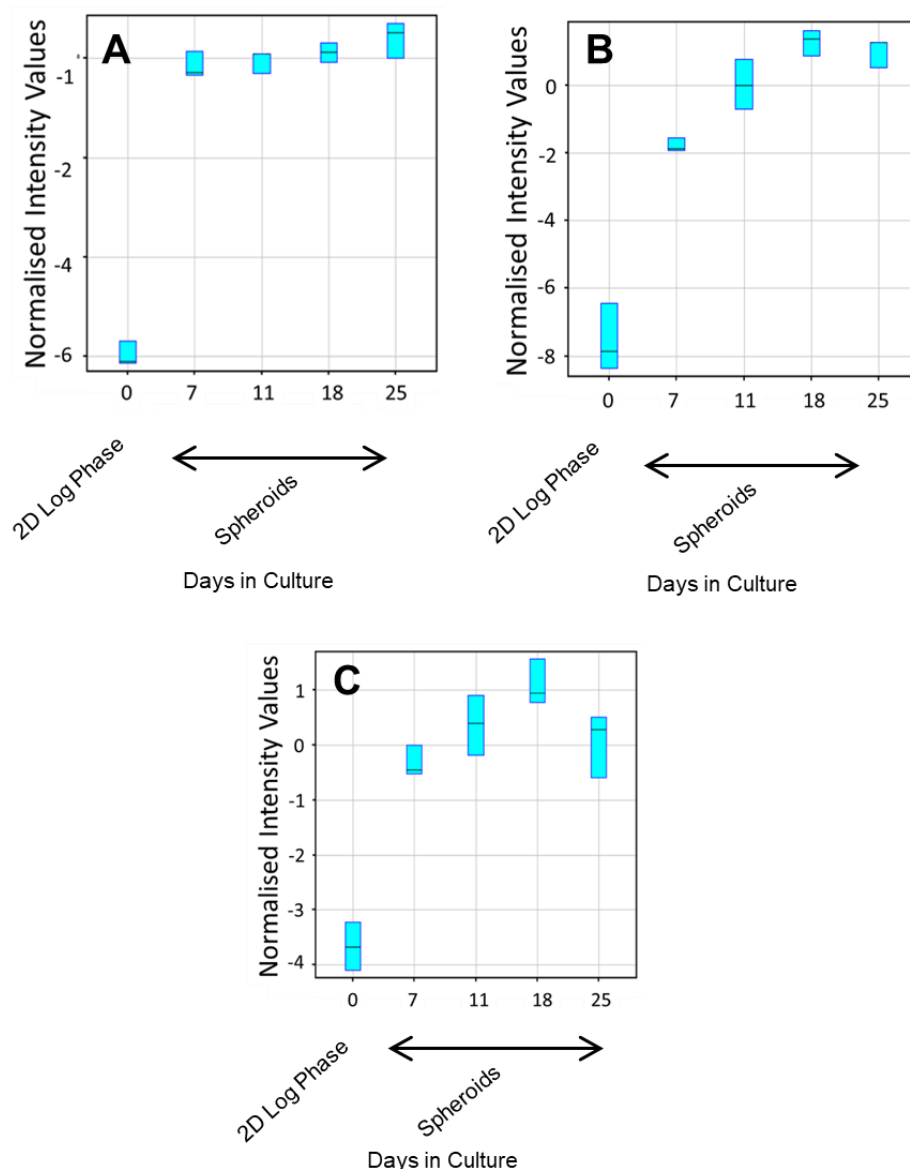 A
Normalised Intensity Values
-1
-2
-4
-6
0 7 11 18 25
2D Log Phase
Spheroids
Days in Culture
B
Normalised Intensity Values
0
-2
-4
-6
-8
0 7 11 18 25
2D Log Phase
Spheroids
Days in Culture
C
Normalised Intensity Values
1
0
-1
-2
-3
-4
0 7 11 18 25
2D Log Phase
Spheroids
Days in Culture